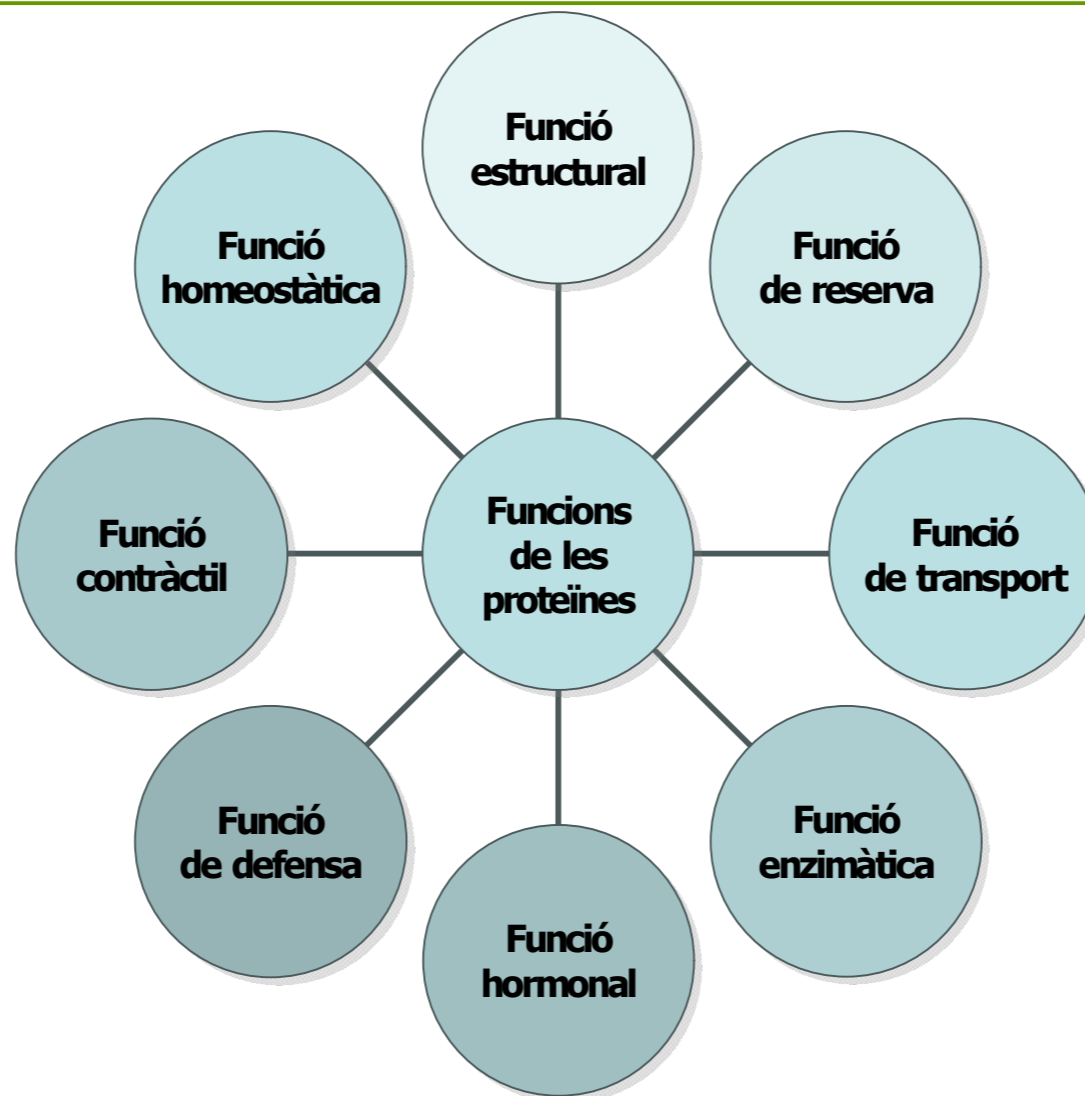 Funció
estructural
Funció
homeostàtica
Funció
de reserva
Funció
contràctil
Funcions
de les
proteïnes
Funció
de transport
Funció
de defensa
Funció
enzimàtica
Funció
hormonal